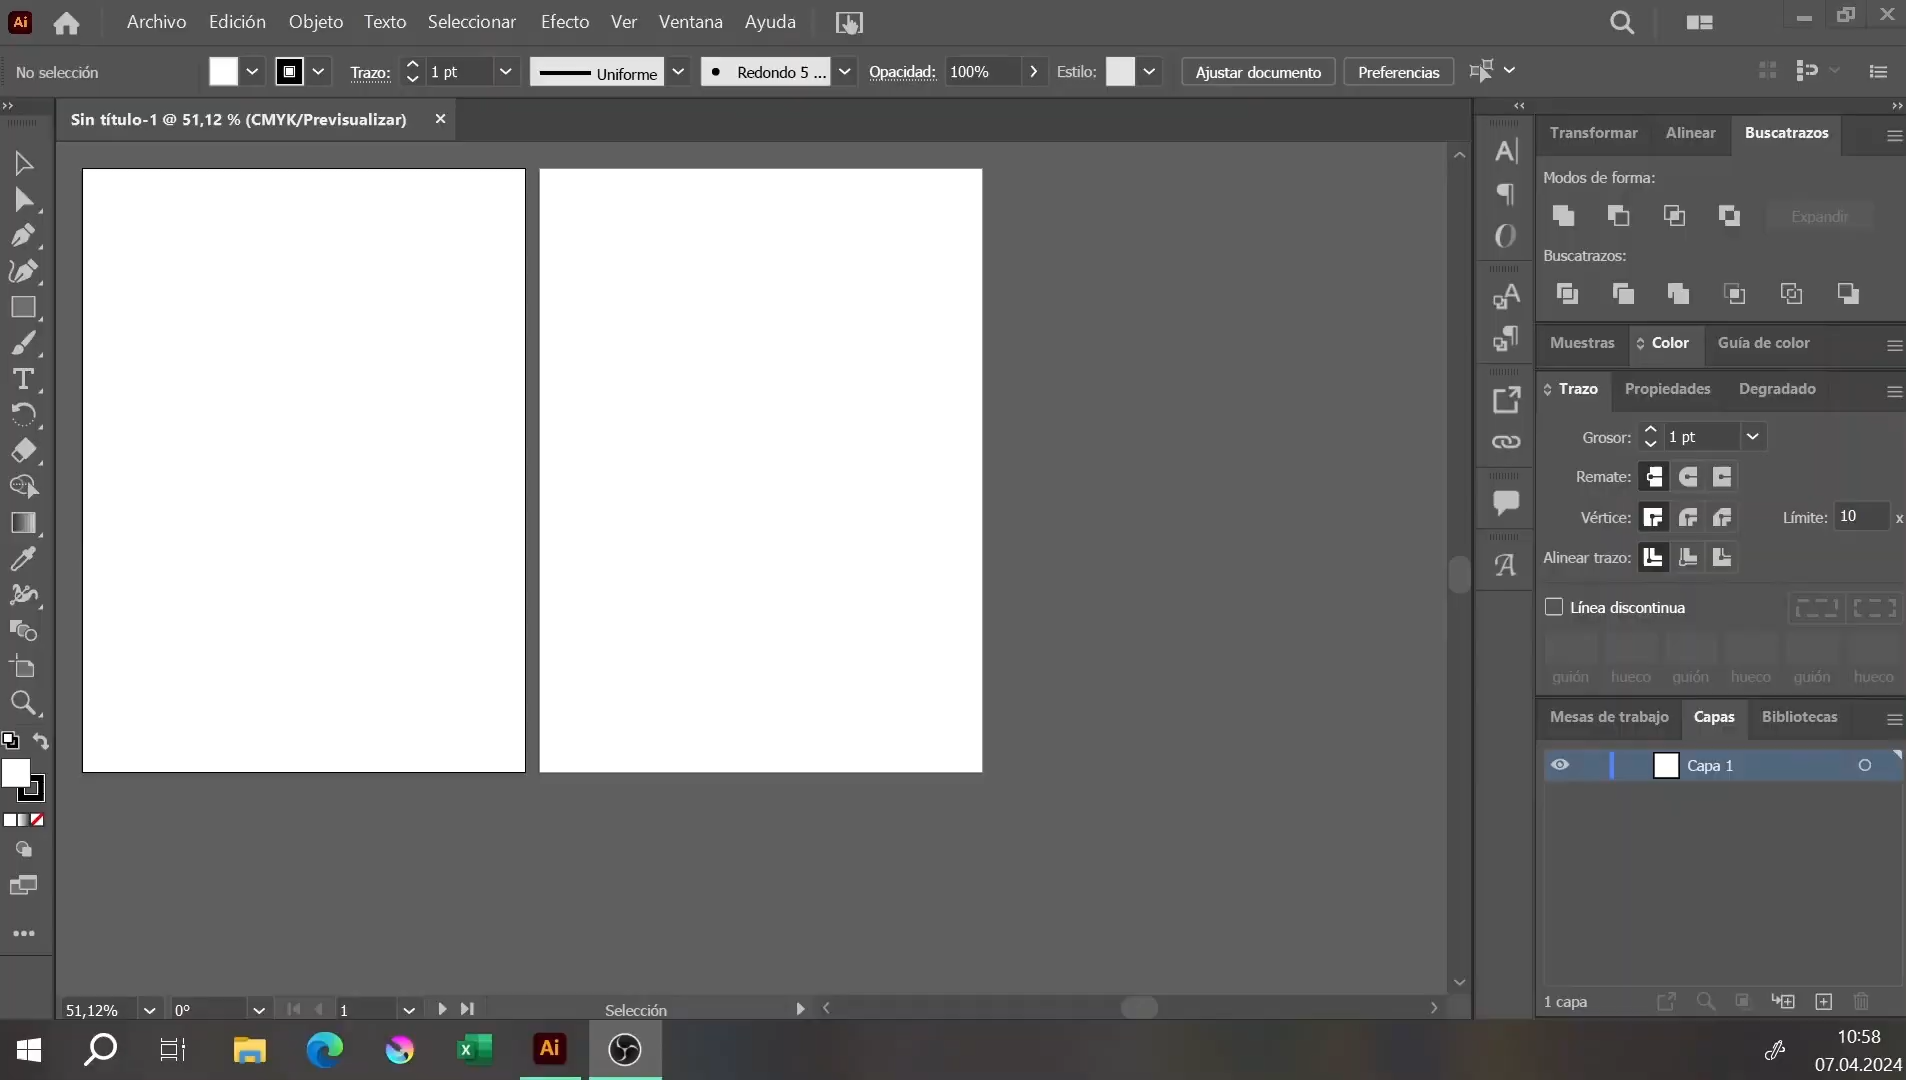 Ai Archivo Edición Objeto Texto Seleccionar Efecto Ver Ventana Ayuda
No selección Trazo: 1 pt Uniforme Redondo 5 ... Opacidad: 100% Estilo: Ajustar documento Preferencias
Sin título-1 @ 51,12 % (CMYK/Previsualizar)
Transformar Alinear Buscatrazos
Modos de forma:
Expandir
Buscatrazos:
Muestras Color Guía de color
Trazo Propiedades Degradado
Grosor: 1 pt
Remate:
Vértice: Límite: 10 x
Alinear trazo:
Línea discontinua
guión hueco guión hueco guión hueco
Mesas de trabajo Capas Bibliotecas
Capa 1
1 capa
51,12% 0° 1 Selección
Ai
10:58
07.04.2024